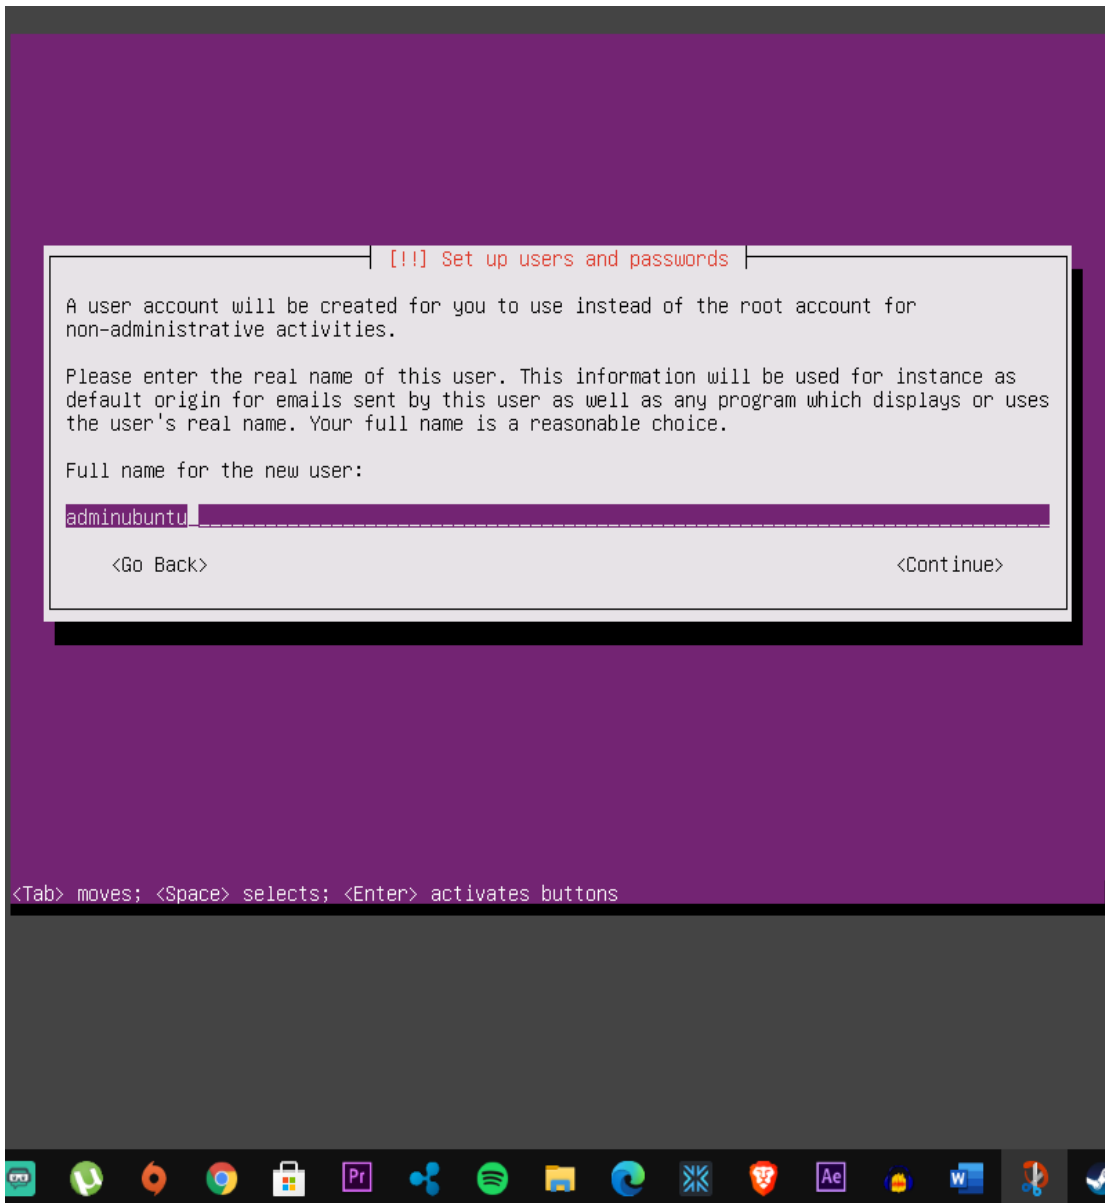 [!!] Set up users and passwords
A user account will be created for you to use instead of the root account for
non-administrative activities.
Please enter the real name of this user. This information will be used for instance as
default origin for emails sent by this user as well as any program which displays or uses
the user's real name. Your full name is a reasonable choice.
Full name for the new user:
adminubuntu
<Go Back> <Continue>
<Tab> moves; <Space> selects; <Enter> activates buttons
Pr Ae W